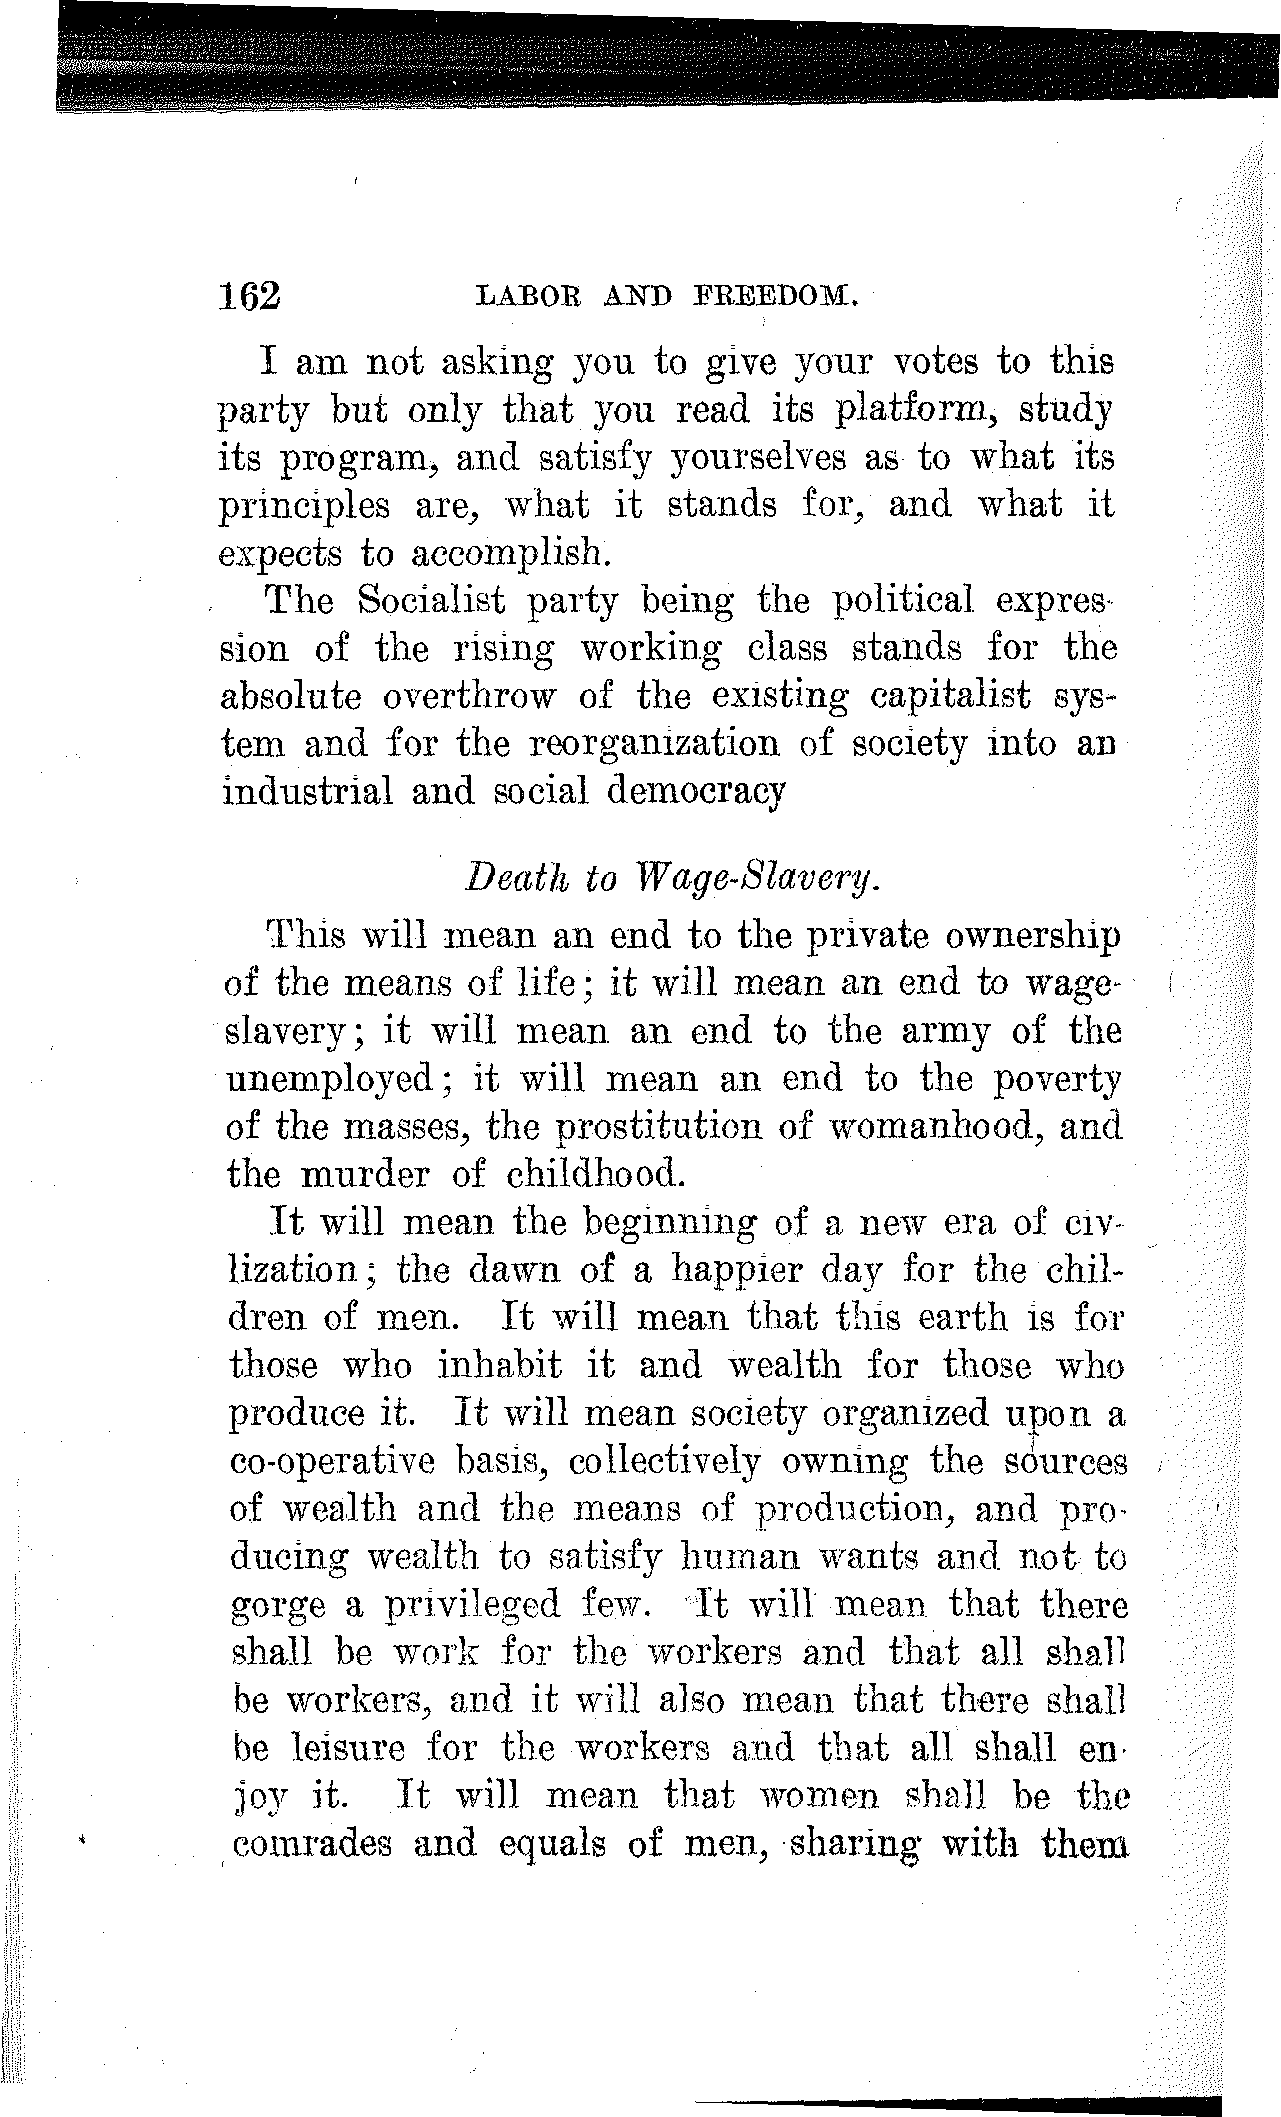 162 LABOR AND FREEDOM.
I am not asking you to give your votes to this
party but only that you read its platform, study
its program, and satisfy yourselves as to what its
principles are, what it stands for, and what it
expects to accomplish.
The Socialist party being the political expres-
sion of the rising working class stands for the
absolute overthrow of the existing capitalist sys-
tem and for the reorganization of society into an
industrial and social democracy
Death to Wage-Slavery.
This will mean an end to the private ownership
of the means of life; it will mean an end to wage-
slavery; it will mean an end to the army of the
unemployed; it will mean an end to the poverty
of the masses, the prostitution of womanhood, and
the murder of childhood.
It will mean the beginning of a new era of civ-
lization; the dawn of a happier day for the chil-
dren of men. It will mean that this earth is for
those who inhabit it and wealth for those who
produce it. It will mean society organized upon a
co-operative basis, collectively owning the sources
of wealth and the means of production, and pro-
ducing wealth to satisfy human wants and not to
gorge a privileged few. It will mean that there
shall be work for the workers and that all shall
be workers, and it will also mean that there shall
be leisure for the workers and that all shall en-
joy it. It will mean that women shall be the
comrades and equals of men, sharing with them